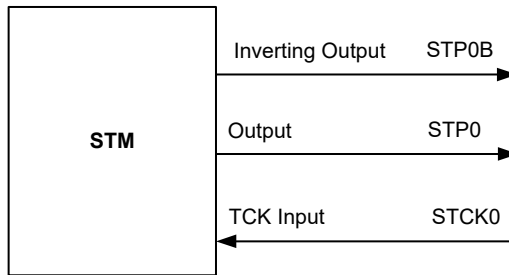 Inverting Output STP0B
STM
Output STP0
TCK Input STCK0